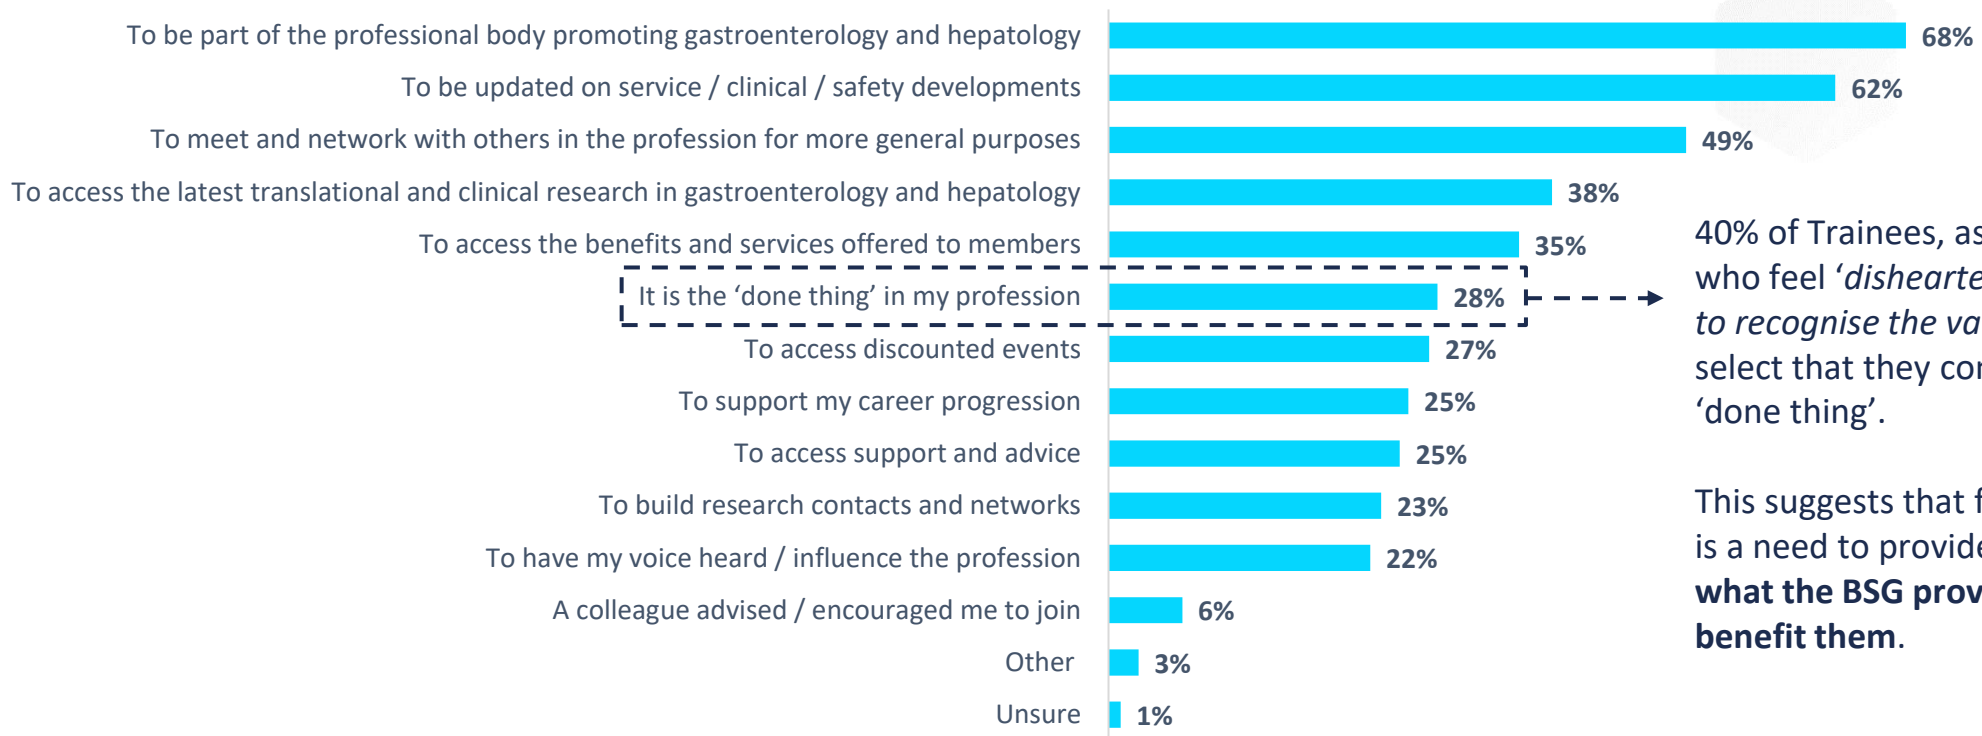 To be part of the professional body promoting gastroenterology and hepatology 68%
To be updated on service / clinical / safety developments 62%
To meet and network with others in the profession for more general purposes 49%
To access the latest translational and clinical research in gastroenterology and hepatology 38%
To access the benefits and services offered to members 35%
It is the ‘done thing’ in my profession 28%
To access discounted events 27%
To support my career progression 25%
To access support and advice 25%
To build research contacts and networks 23%
To have my voice heard / influence the profession 22%
A colleague advised / encouraged me to join 6%
Other 3%
Unsure 1%
40% of Trainees, as
who feel ‘
to recognise the
select that they
‘done thing’.
This suggests that
is a need to provide
what the BSG
benefit them.